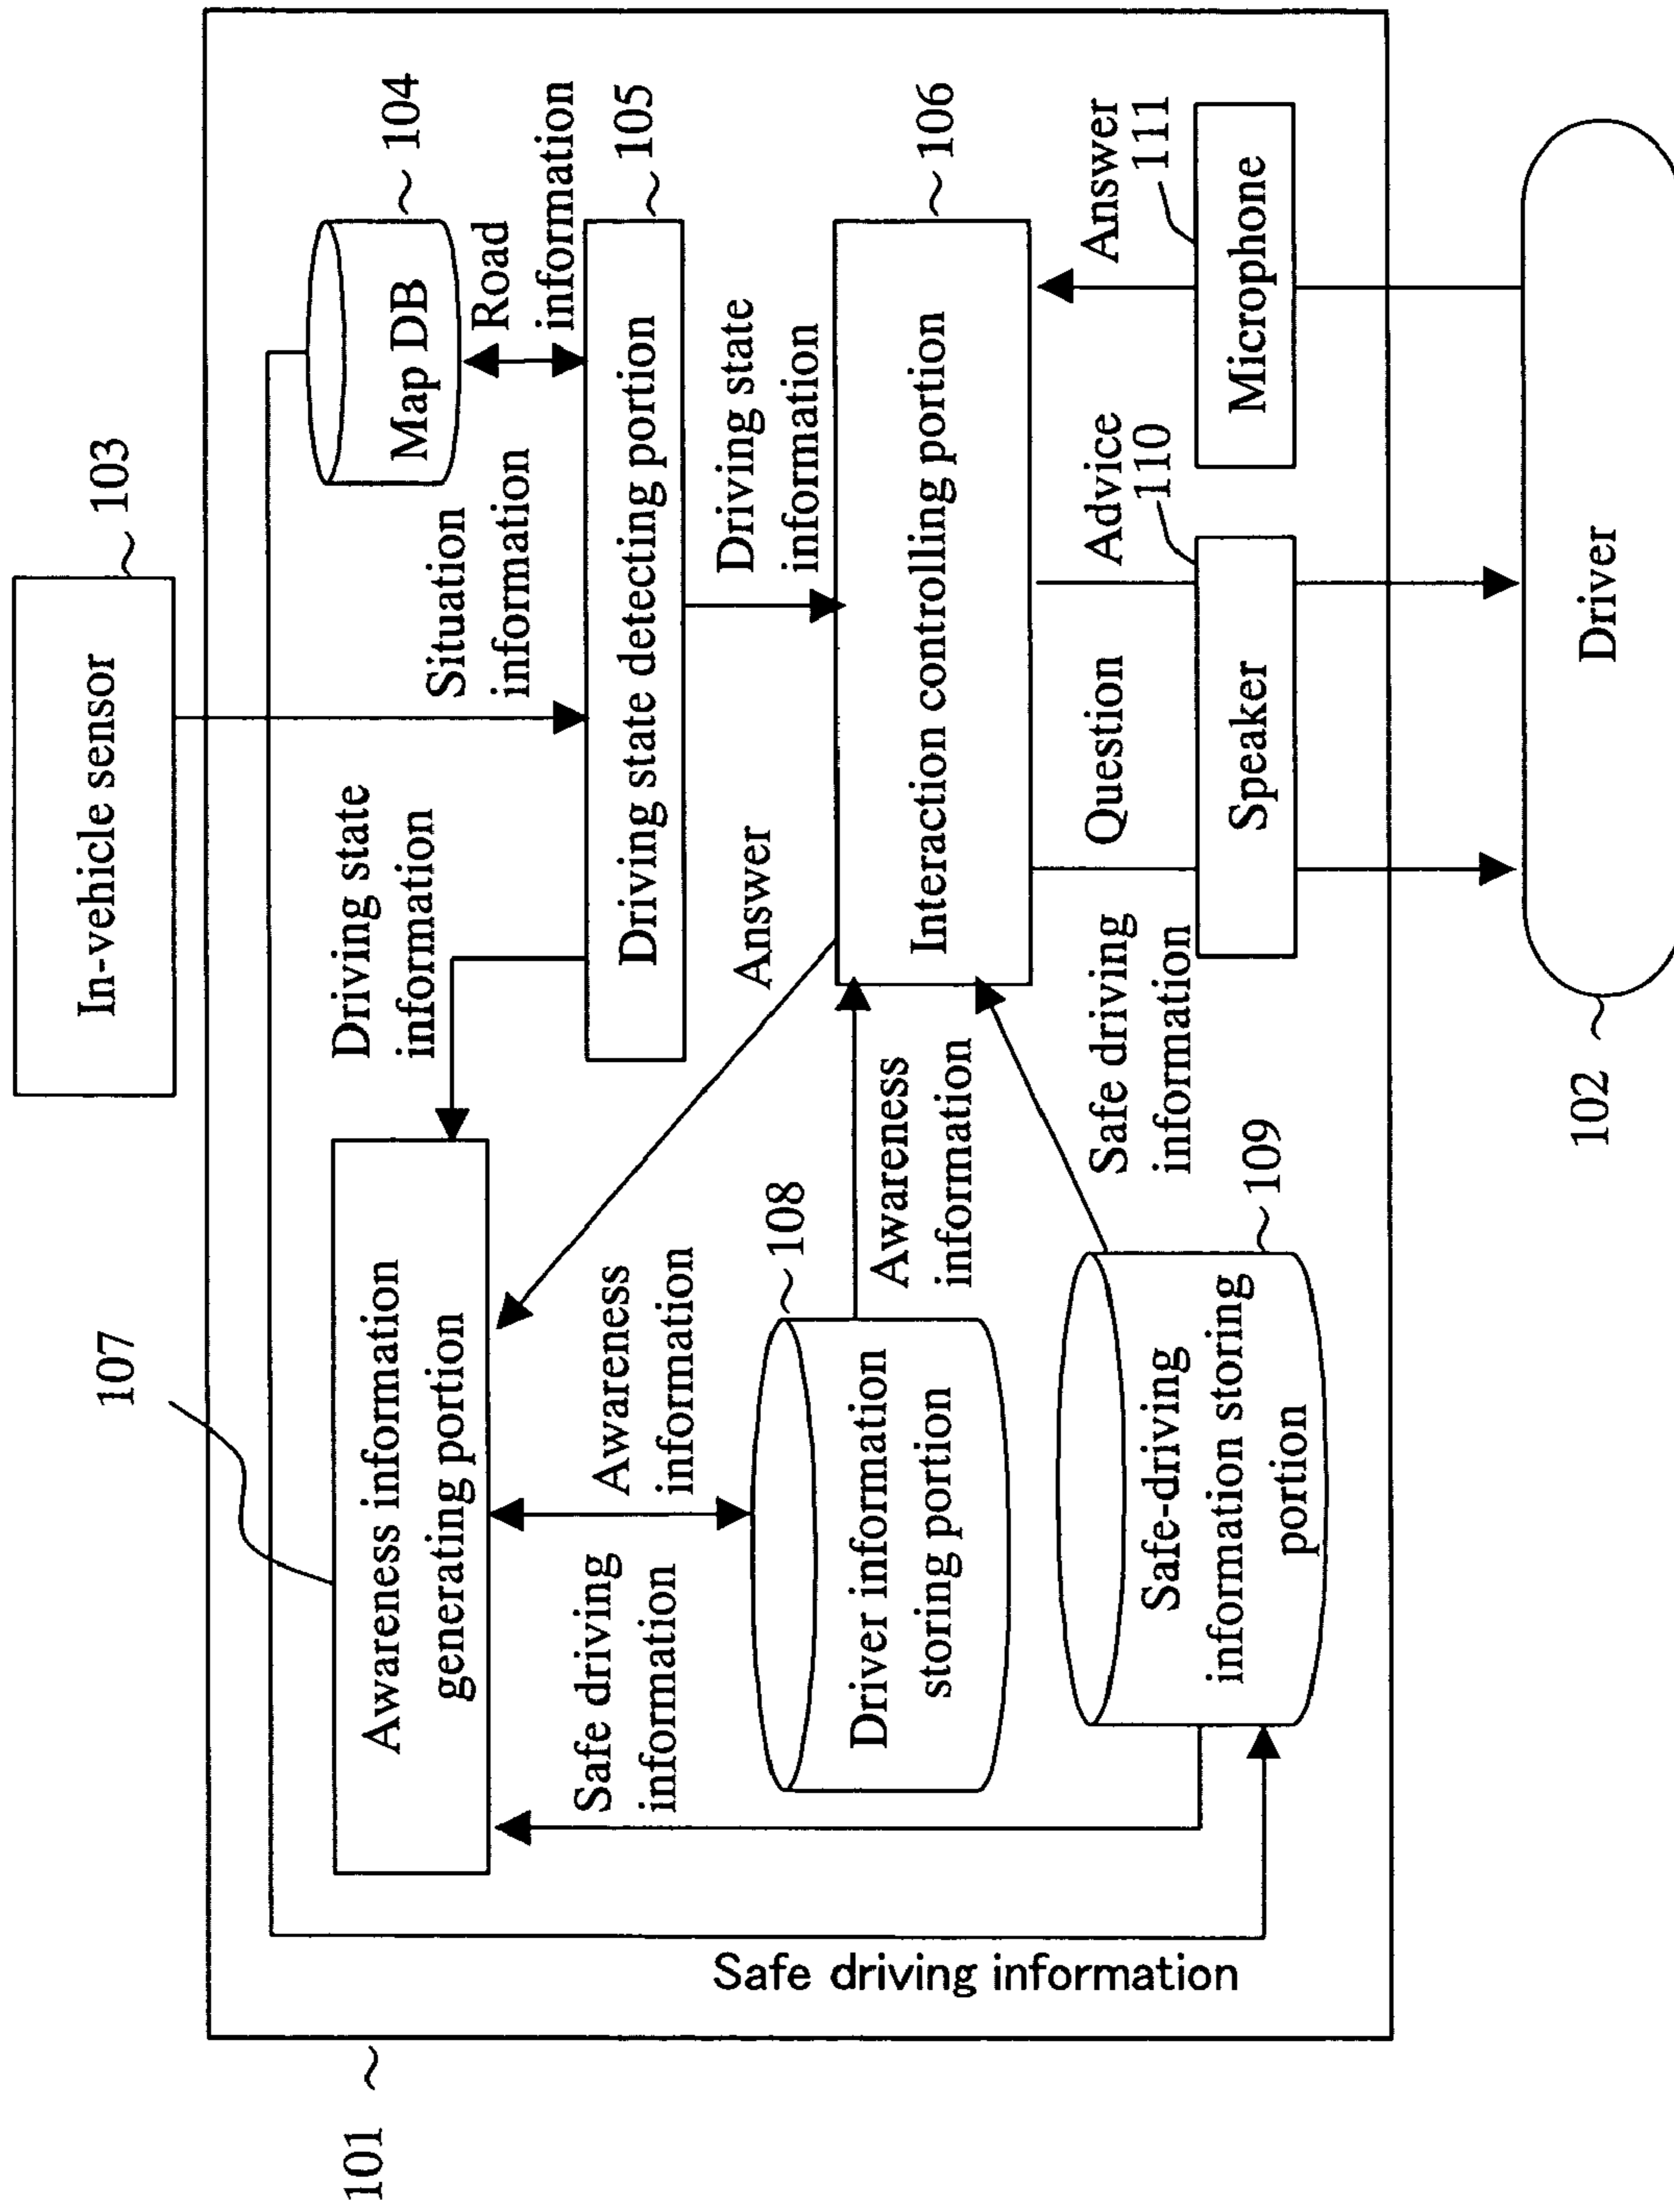 In-vehicle sensor
103
101
107
Awareness information
generating portion
Driving state
information
Situation
information
Map DB
104
Road
information
Driving state detecting portion
105
Safe driving
information
Awareness
information
Answer
Driving state
information
108
Driver information
storing portion
Awareness
information
Interaction controlling portion
106
Safe-driving
information storing
portion
109
Safe driving
information
Question
Advice
110
Answer
111
Speaker
Microphone
Safe driving information
102
Driver